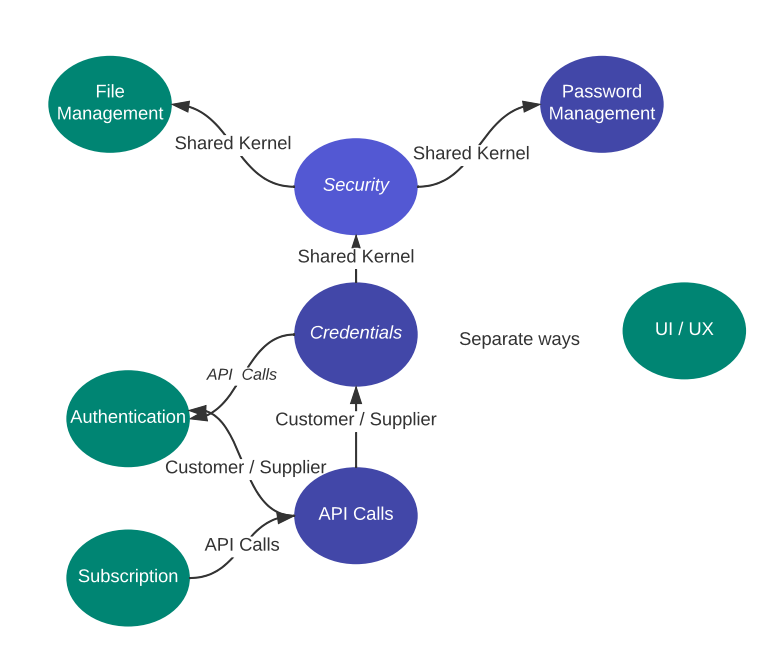 File
Management
Password
Management
Shared Kernel
Shared Kernel
Security
Shared Kernel
Credentials
Separate ways
UI / UX
API Calls
Authentication
Customer / Supplier
Customer / Supplier
API Calls
API Calls
Subscription